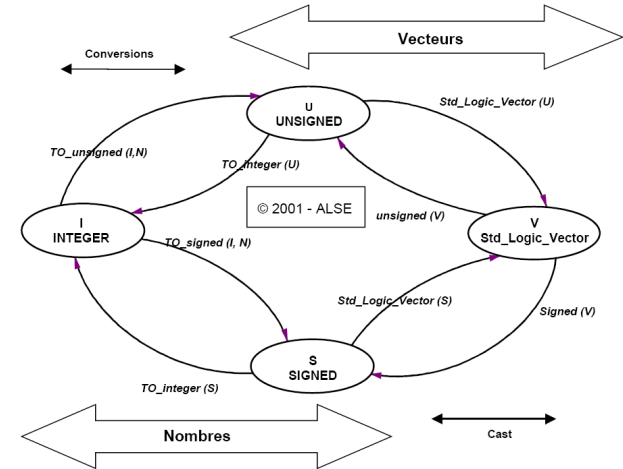 Vecteurs
Conversions
U
UNSIGNED
Std_Logic_Vector (U)
TO_unsigned (I,N)
TO_integer (U)
© 2001 - ALSE
unsigned (V)
I
INTEGER
V
Std_Logic_Vector
TO_signed (I, N)
Std_Logic_Vector (S)
Signed (V)
S
SIGNED
TO_integer (S)
Nombres
Cast